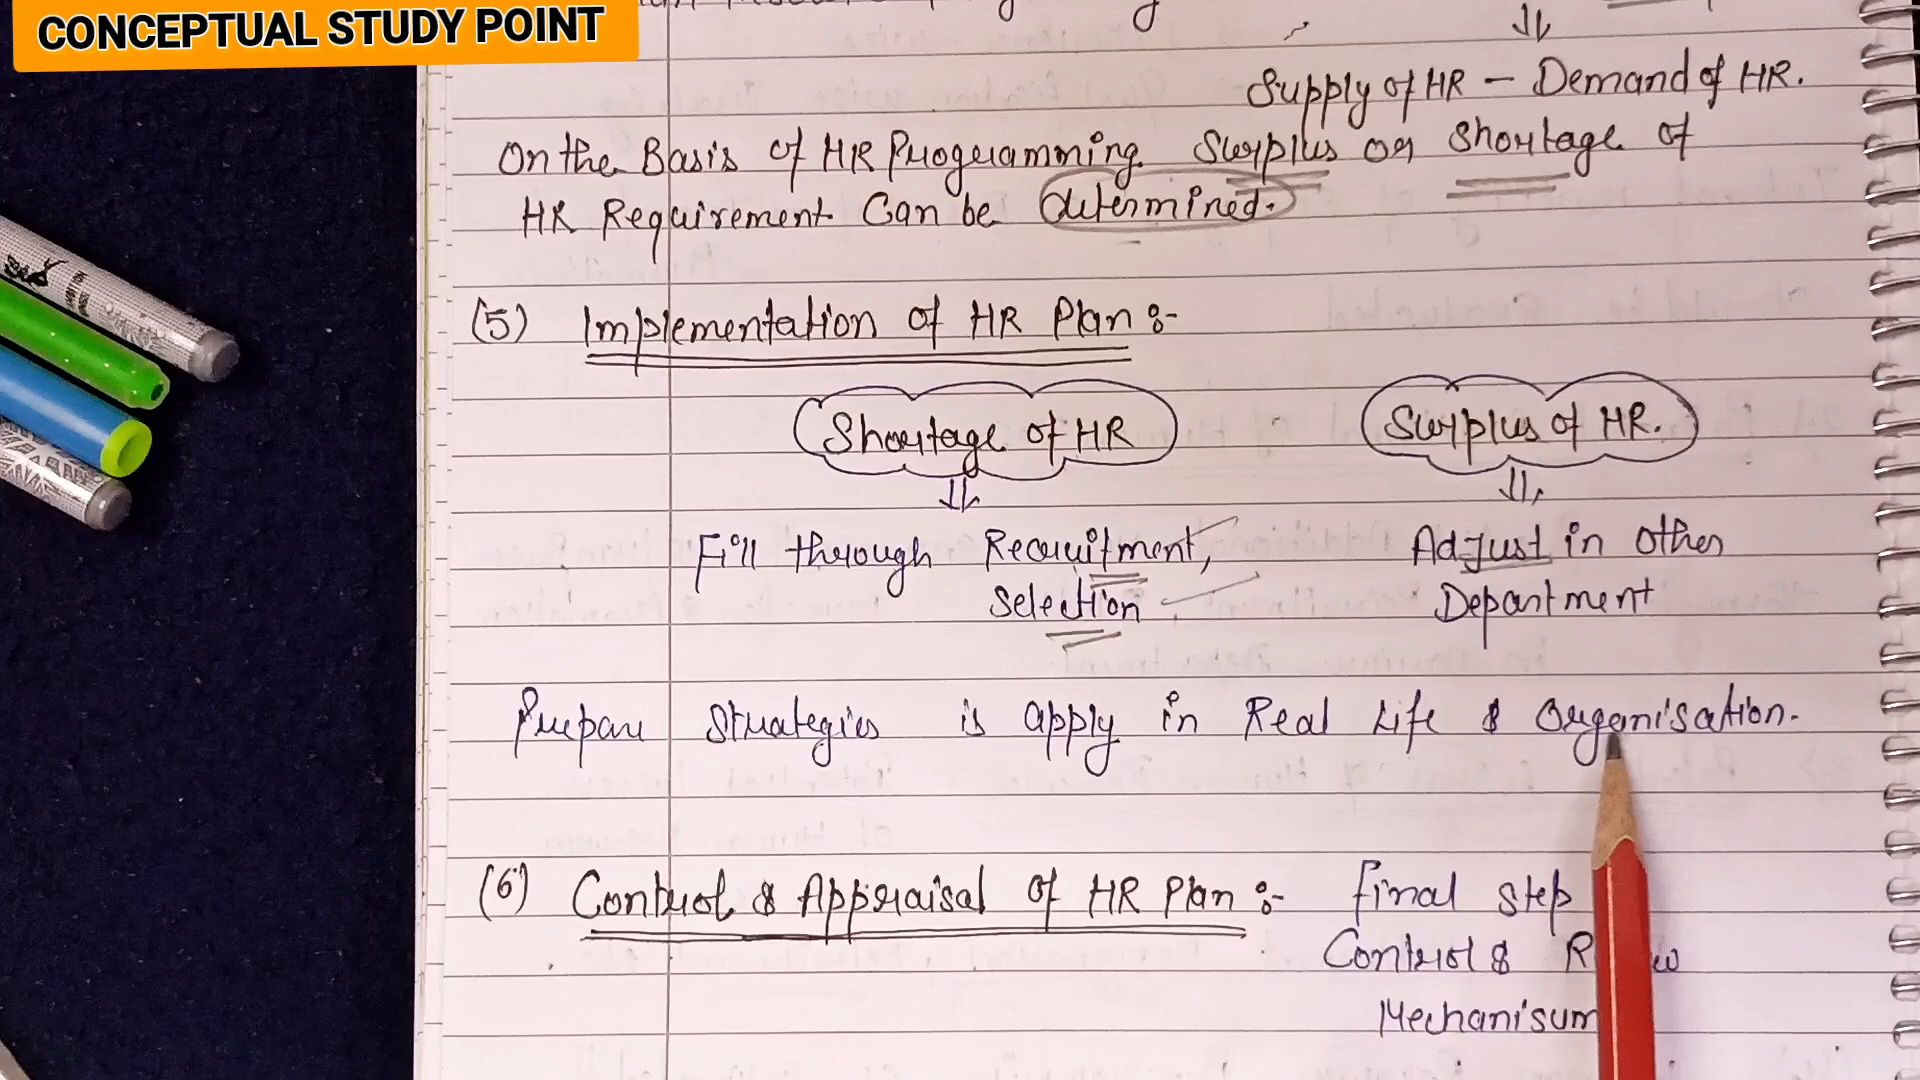 CONCEPTUAL STUDY POINT
Supply of HR – Demand of HR.
On the Basis of HR Programming Surplus or Shortage of
HR Requirement Can be determined.
(5) Implementation of HR Plan :-
Shortage of HR
Surplus of HR.
Fill through Recruitment,
Selection
Adjust in other
Department
Prepare Strategies is apply in Real Life & Organisation.
(6) Control & Appraisal of HR Plan :- final step
Control &
Mechanisum